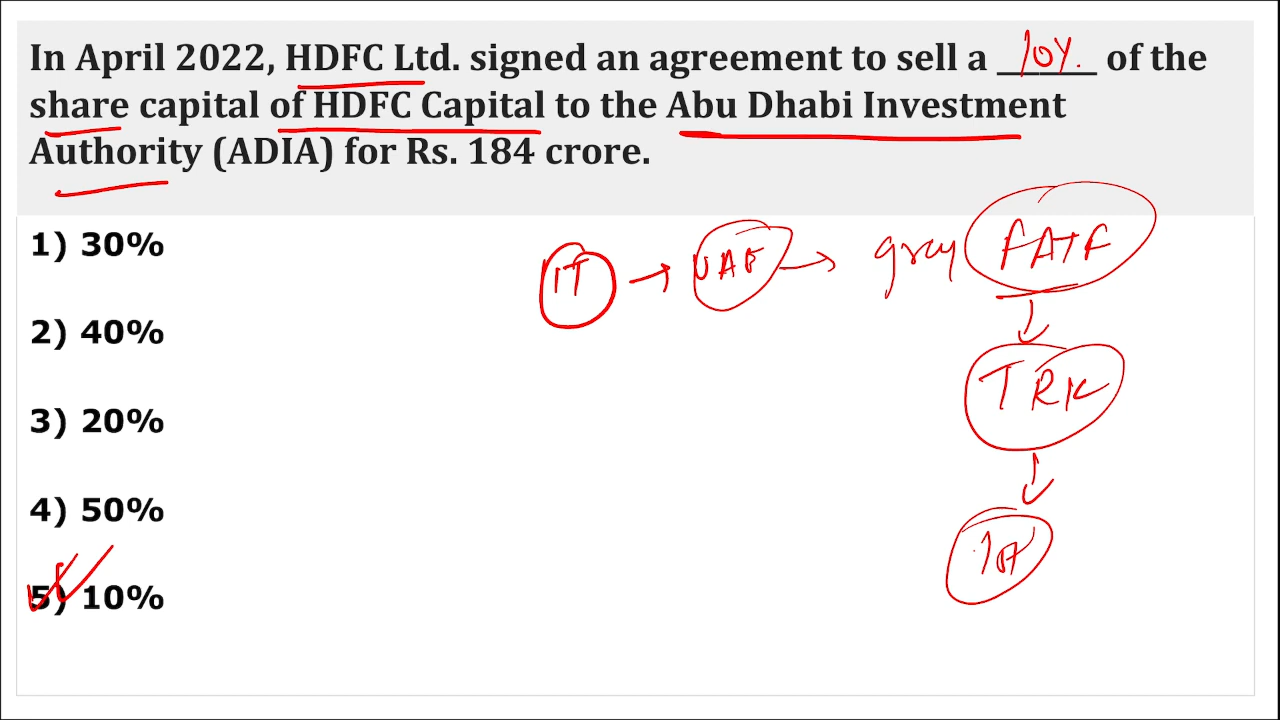 In April 2022, HDFC Ltd. signed an agreement to sell a 10%. of the
share capital of HDFC Capital to the Abu Dhabi Investment
Authority (ADIA) for Rs. 184 crore.
1) 30%
IT → UAE → gray FATF
2) 40%
TRK
3) 20%
4) 50%
5) 10%